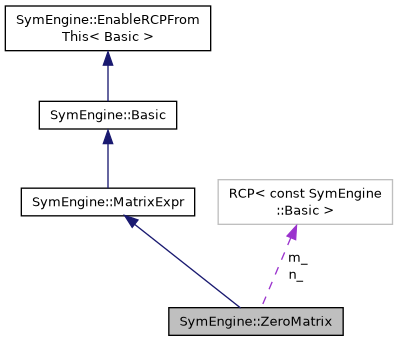 SymEngine::EnableRCPFrom
This< Basic >
SymEngine::Basic
SymEngine::MatrixExpr
RCP< const SymEngine
::Basic >
m_
n_
SymEngine::ZeroMatrix